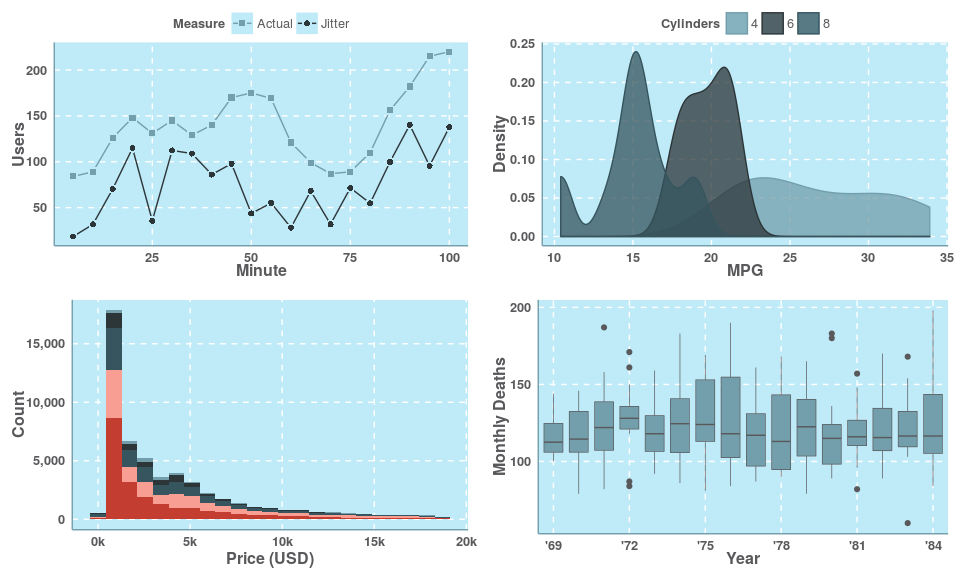 Measure Actual Jitter
200
150
100
50
Users
25 50 75 100
Minute
Cylinders 4 6 8
0.25
0.20
0.15
0.10
0.05
0.00
Density
10 15 20 25 30 35
MPG
15,000
10,000
5,000
0
Count
0k 5k 10k 15k 20k
Price (USD)
200
150
100
Monthly Deaths
'69 '72 '75 '78 '81 '84
Year